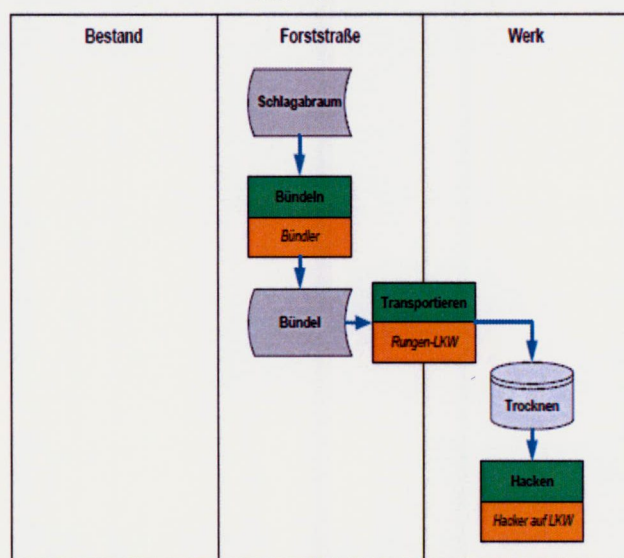 Bestand
Forststraße
Werk
Schlagabraum
Bündeln
Bündler
Bündel
Transportieren
Rungen-LKW
Trocknen
Hacken
Hacker auf LKW